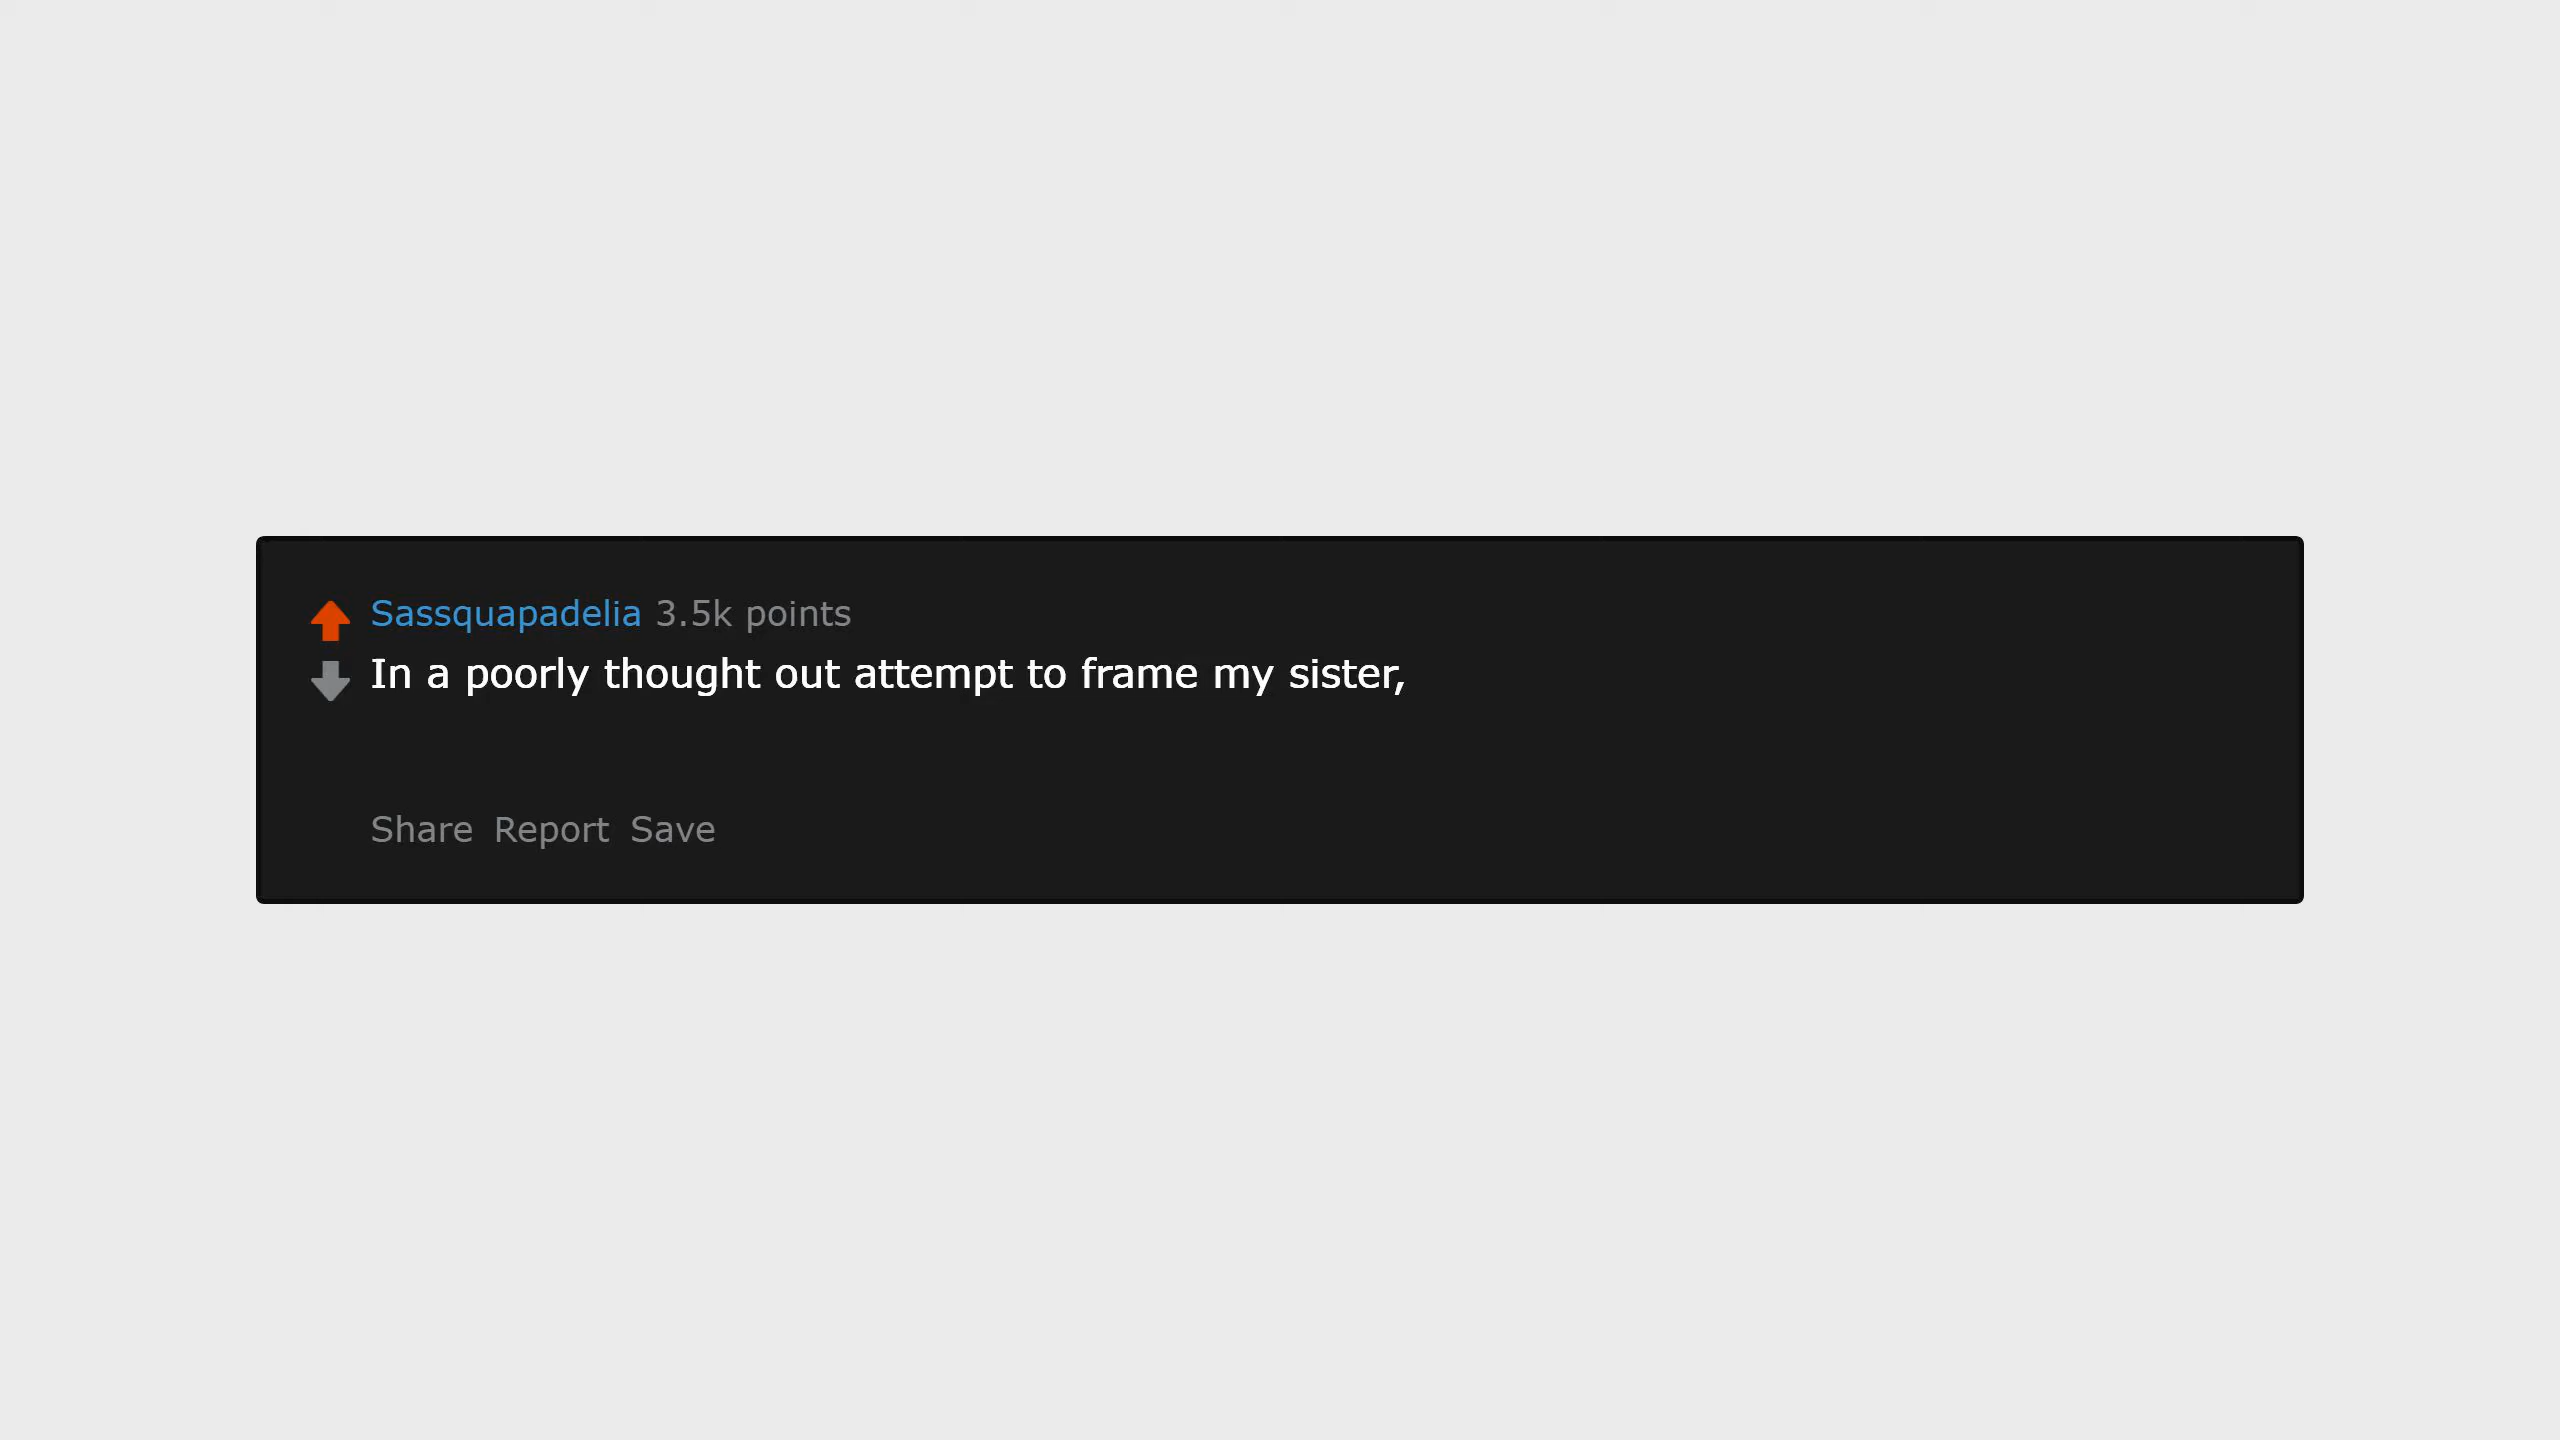 Sassquapadelia 3.5k points
In a poorly thought out attempt to frame my sister,
Share Report Save